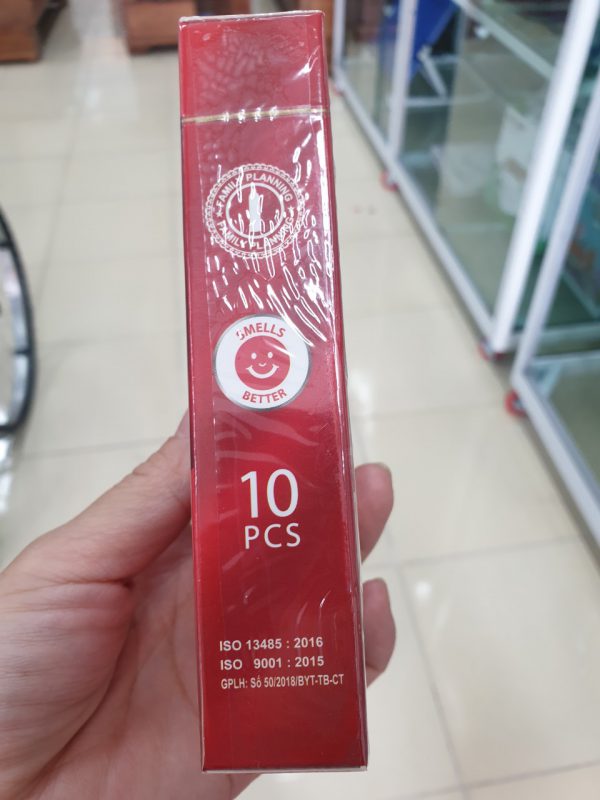 ★ FAMILY PLANNING ★
FAMILY PLANNING
SMELLS
BETTER
10
PCS
ISO 13485 : 2016
ISO 9001 : 2015
GPLH: Số 50/2018/BYT-TB-CT